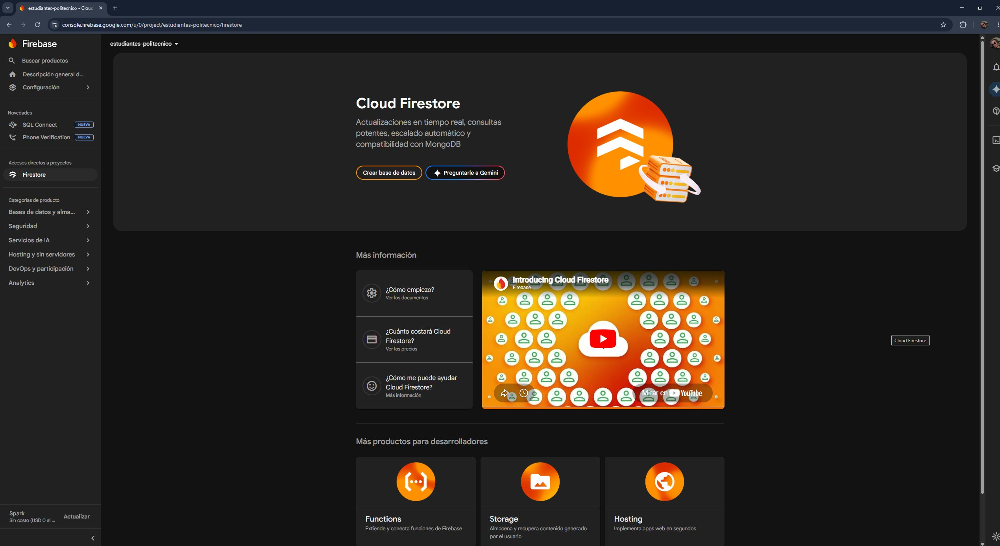 estudiantes-politecnico - Cloud
console.firebase.google.com/u/0/project/estudiantes-politecnico/firestore
Firebase
Buscar productos
Descripción general d...
Configuración
Novedades
SQL Connect NUEVA
Phone Verification NUEVA
Accesos directos a proyectos
Firestore
Categorías de producto
Bases de datos y alma...
Seguridad
Servicios de IA
Hosting y sin servidores
DevOps y participación
Analytics
Spark
Sin costo (USD 0 al ...
Actualizar
estudiantes-politecnico
Cloud Firestore
Actualizaciones en tiempo real, consultas
potentes, escalado automático y
compatibilidad con MongoDB
Crear base de datos
Preguntarle a Gemini
Más información
¿Cómo empiezo?
Ver los documentos
¿Cuánto costará Cloud
Firestore?
Ver los precios
¿Cómo me puede ayudar
Cloud Firestore?
Más información
Introducing Cloud Firestore
Firebase
Mirar en YouTube
Cloud Firestore
Más productos para desarrolladores
Functions
Extiende y conecta funciones de Firebase
Storage
Almacena y recupera contenido generado
por el usuario
Hosting
Implementa apps web en segundos